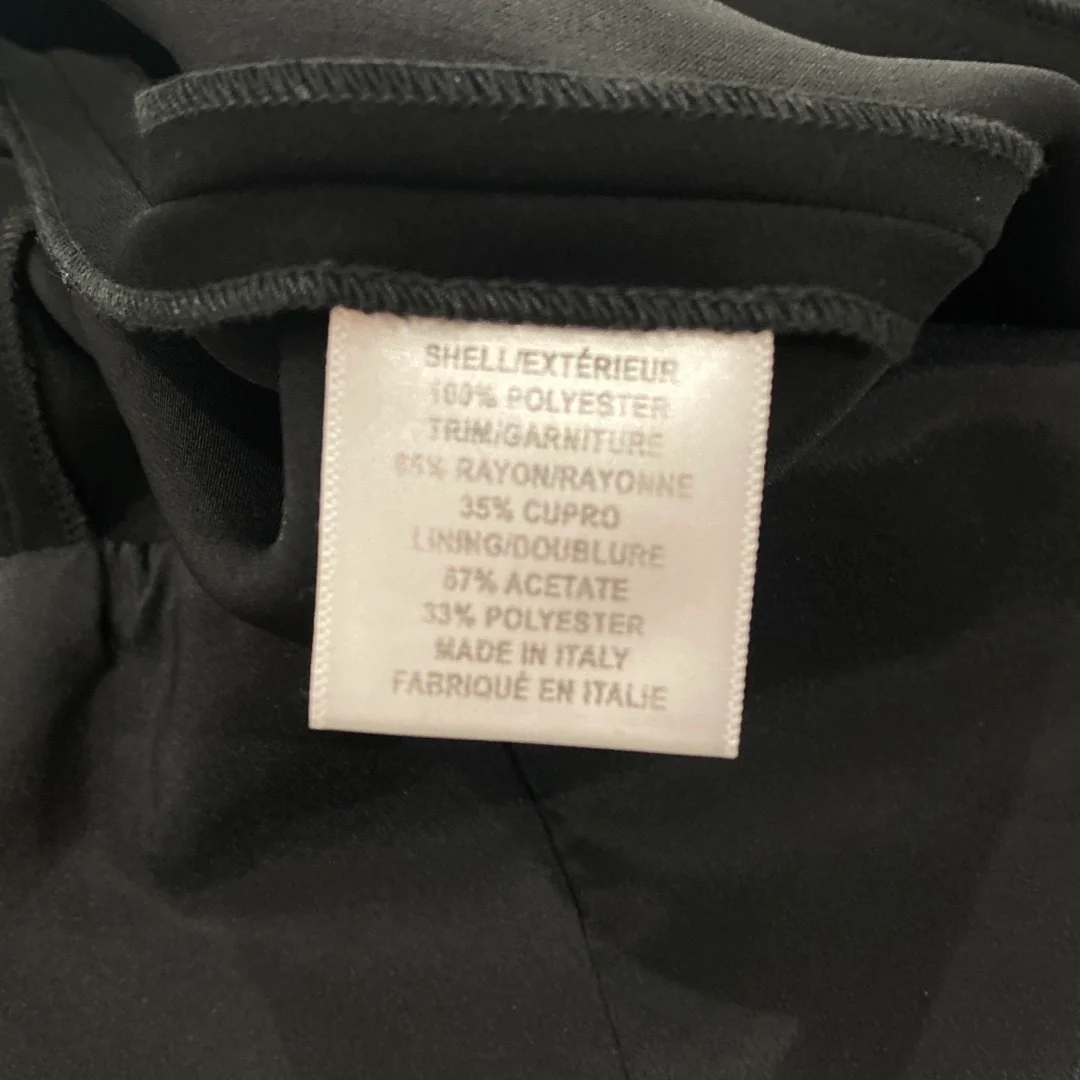 SHELL/EXTÉRIEUR
100% POLYESTER
TRIM/GARNITURE
65% RAYON/RAYONNE
35% CUPRO
LINING/DOUBLURE
67% ACETATE
33% POLYESTER
MADE IN ITALY
FABRIQUÉ EN ITALIE